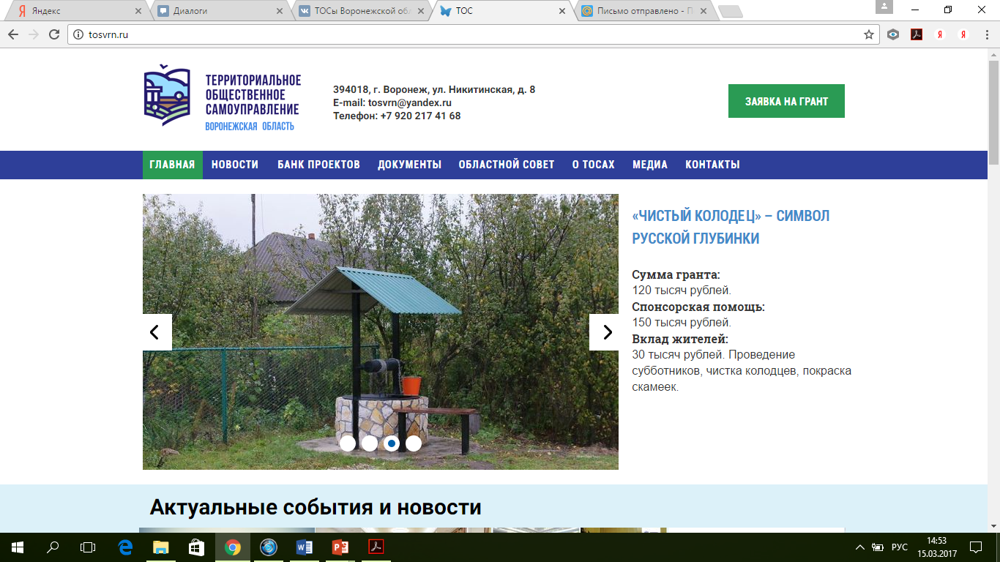 Яндекс
Диалоги
ТОСы Воронежской обл
ТОС
Письмо отправлено - П
tosvrn.ru
ТЕРРИТОРИАЛЬНОЕ
ОБЩЕСТВЕННОЕ
САМОУПРАВЛЕНИЕ
ВОРОНЕЖСКАЯ ОБЛАСТЬ
394018, г. Воронеж, ул. Никитинская, д. 8
E-mail: tosvrn@yandex.ru
Телефон: +7 920 217 41 68
ЗАЯВКА НА ГРАНТ
ГЛАВНАЯ НОВОСТИ БАНК ПРОЕКТОВ ДОКУМЕНТЫ ОБЛАСТНОЙ СОВЕТ О ТОСАХ МЕДИА КОНТАКТЫ
«ЧИСТЫЙ КОЛОДЕЦ» – СИМВОЛ
РУССКОЙ ГЛУБИНКИ
Сумма гранта:
120 тысяч рублей.
Спонсорская помощь:
150 тысяч рублей.
Вклад жителей:
30 тысяч рублей. Проведение
субботников, чистка колодцев, покраска
скамеек.
Актуальные события и новости
РУС
14:53
15.03.2017